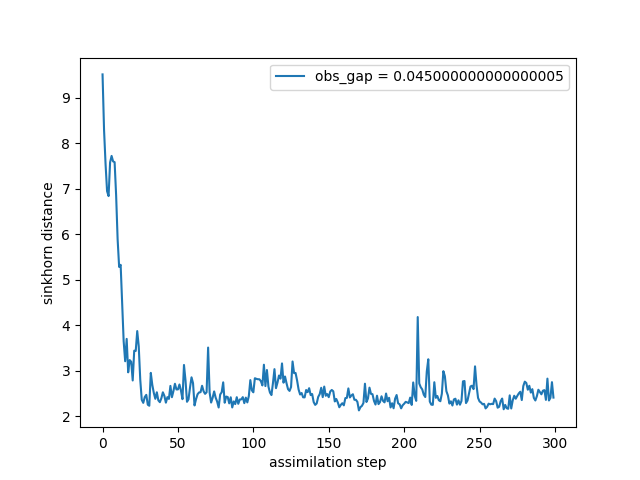 obs_gap = 0.045000000000000005
9
8
7
6
5
4
3
2
sinkhorn distance
0 50 100 150 200 250 300
assimilation step